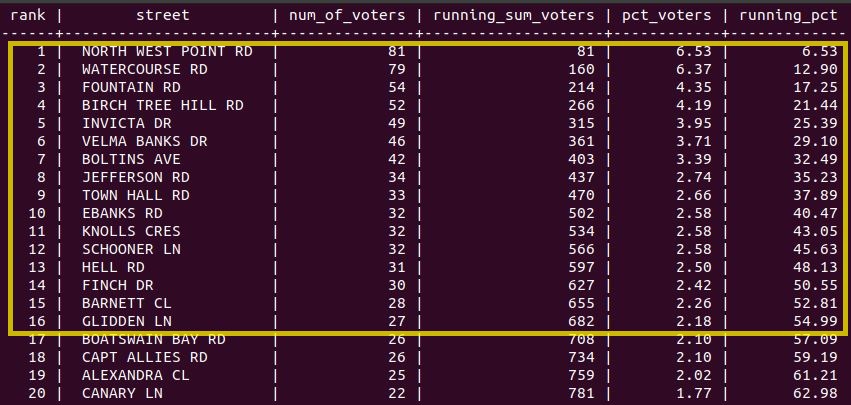 rank | street | num_of_voters | running_sum_voters | pct_voters | running_pct
------+----------------------+---------------+--------------------+------------+-------------
1 | NORTH WEST POINT RD | 81 | 81 | 6.53 | 6.53
2 | WATERCOURSE RD | 79 | 160 | 6.37 | 12.90
3 | FOUNTAIN RD | 54 | 214 | 4.35 | 17.25
4 | BIRCH TREE HILL RD | 52 | 266 | 4.19 | 21.44
5 | INVICTA DR | 49 | 315 | 3.95 | 25.39
6 | VELMA BANKS DR | 46 | 361 | 3.71 | 29.10
7 | BOLTINS AVE | 42 | 403 | 3.39 | 32.49
8 | JEFFERSON RD | 34 | 437 | 2.74 | 35.23
9 | TOWN HALL RD | 33 | 470 | 2.66 | 37.89
10 | EBANKS RD | 32 | 502 | 2.58 | 40.47
11 | KNOLLS CRES | 32 | 534 | 2.58 | 43.05
12 | SCHOONER LN | 32 | 566 | 2.58 | 45.63
13 | HELL RD | 31 | 597 | 2.50 | 48.13
14 | FINCH DR | 30 | 627 | 2.42 | 50.55
15 | BARNETT CL | 28 | 655 | 2.26 | 52.81
16 | GLIDDEN LN | 27 | 682 | 2.18 | 54.99
17 | BOATSWAIN BAY RD | 26 | 708 | 2.10 | 57.09
18 | CAPT ALLIES RD | 26 | 734 | 2.10 | 59.19
19 | ALEXANDRA CL | 25 | 759 | 2.02 | 61.21
20 | CANARY LN | 22 | 781 | 1.77 | 62.98